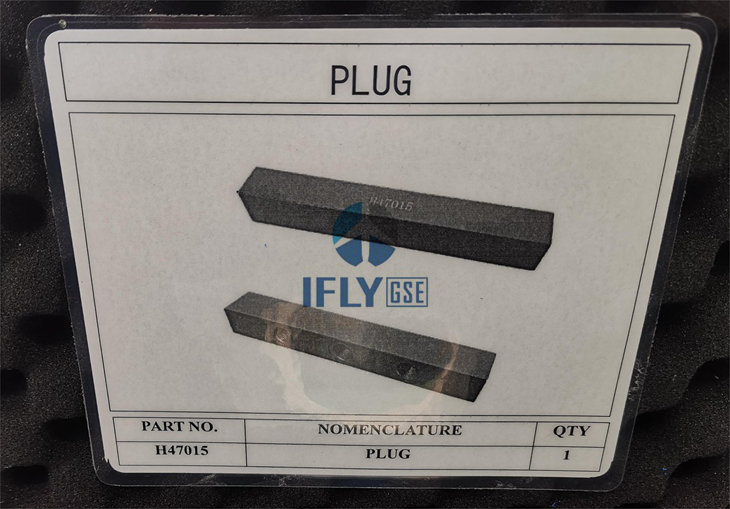 PLUG
H47015
IFLY GSE
PART NO. NOMENCLATURE QTY
H47015 PLUG 1